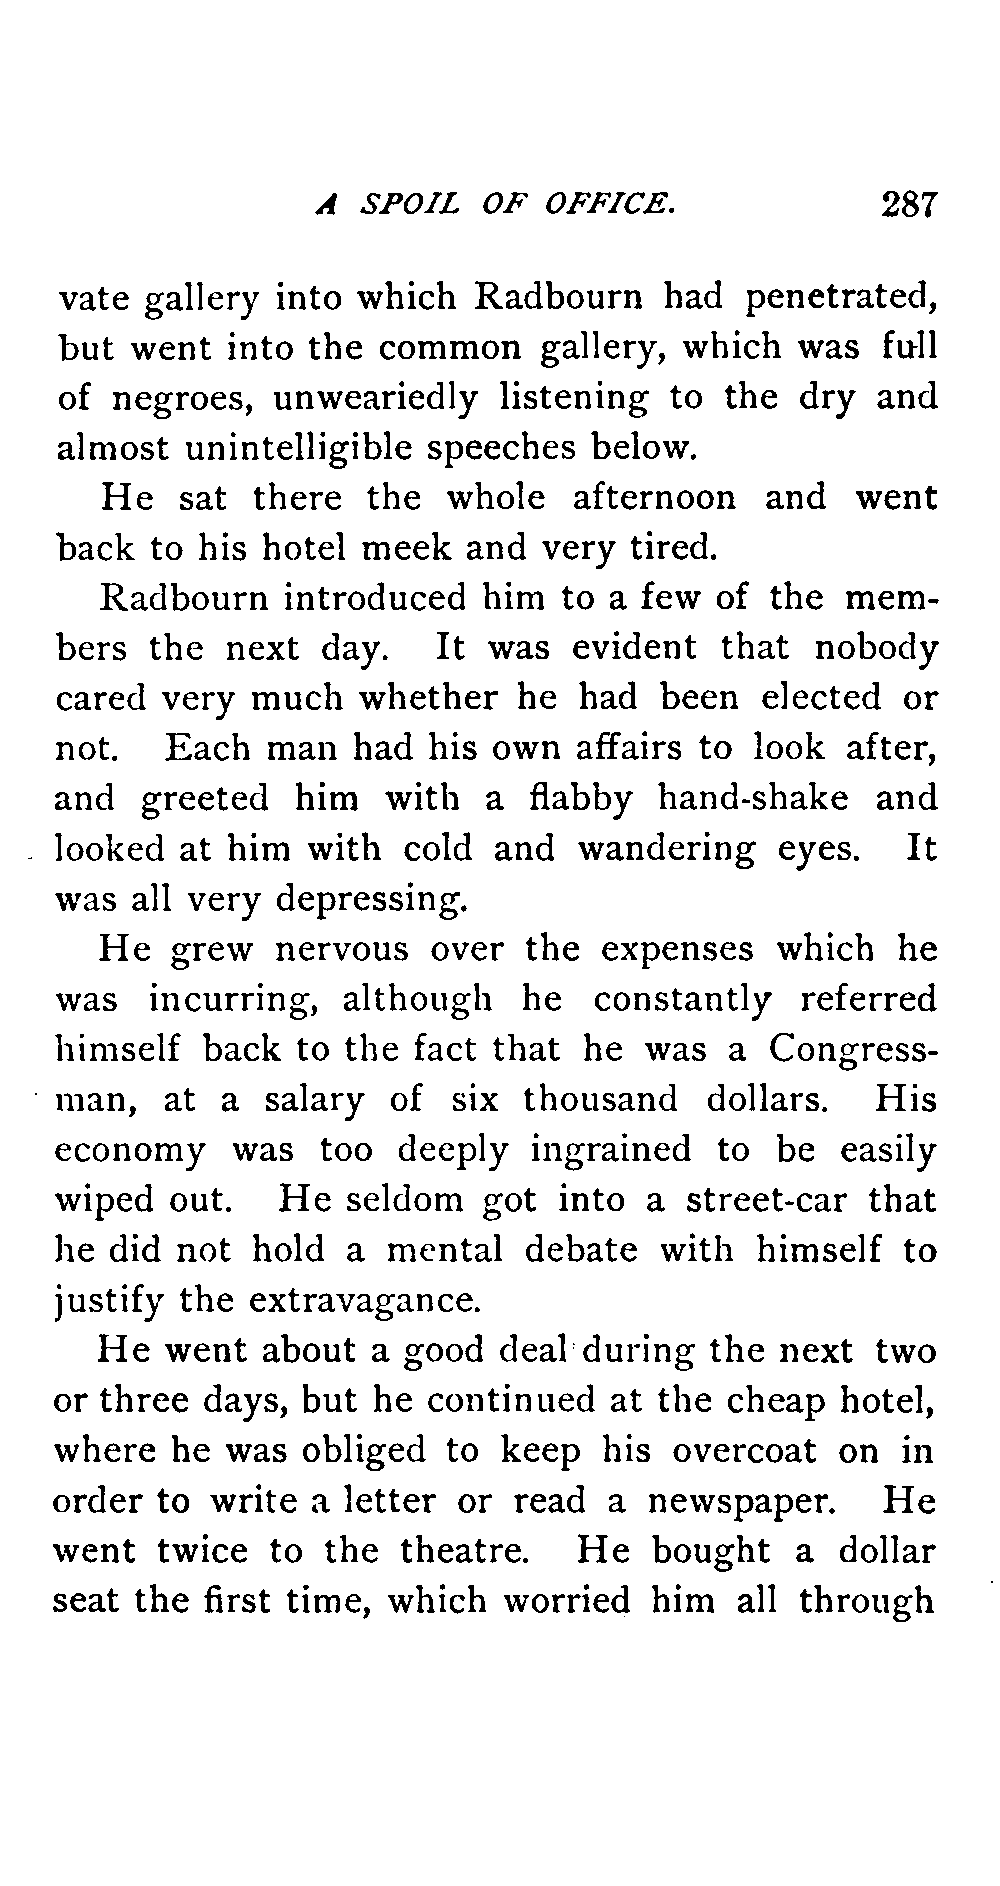 A SPOIL OF OFFICE. 287
vate gallery into which Radbourn had penetrated,
but went into the common gallery, which was full
of negroes, unweariedly listening to the dry and
almost unintelligible speeches below.
He sat there the whole afternoon and went
back to his hotel meek and very tired.
Radbourn introduced him to a few of the mem-
bers the next day. It was evident that nobody
cared very much whether he had been elected or
not. Each man had his own affairs to look after,
and greeted him with a flabby hand-shake and
looked at him with cold and wandering eyes. It
was all very depressing.
He grew nervous over the expenses which he
was incurring, although he constantly referred
himself back to the fact that he was a Congress-
man, at a salary of six thousand dollars. His
economy was too deeply ingrained to be easily
wiped out. He seldom got into a street-car that
he did not hold a mental debate with himself to
justify the extravagance.
He went about a good deal during the next two
or three days, but he continued at the cheap hotel,
where he was obliged to keep his overcoat on in
order to write a letter or read a newspaper. He
went twice to the theatre. He bought a dollar
seat the first time, which worried him all through